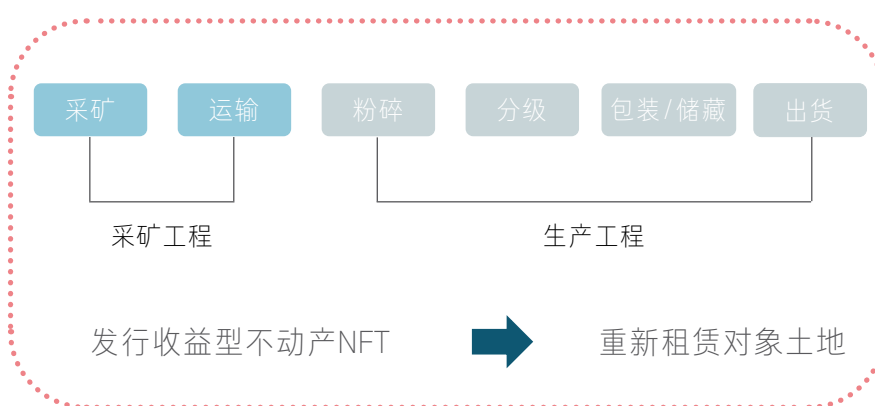 采矿 运输 粉碎 分级 包装/储藏 出货
采矿工程 生产工程
发行收益型不动产NFT 重新租赁对象土地